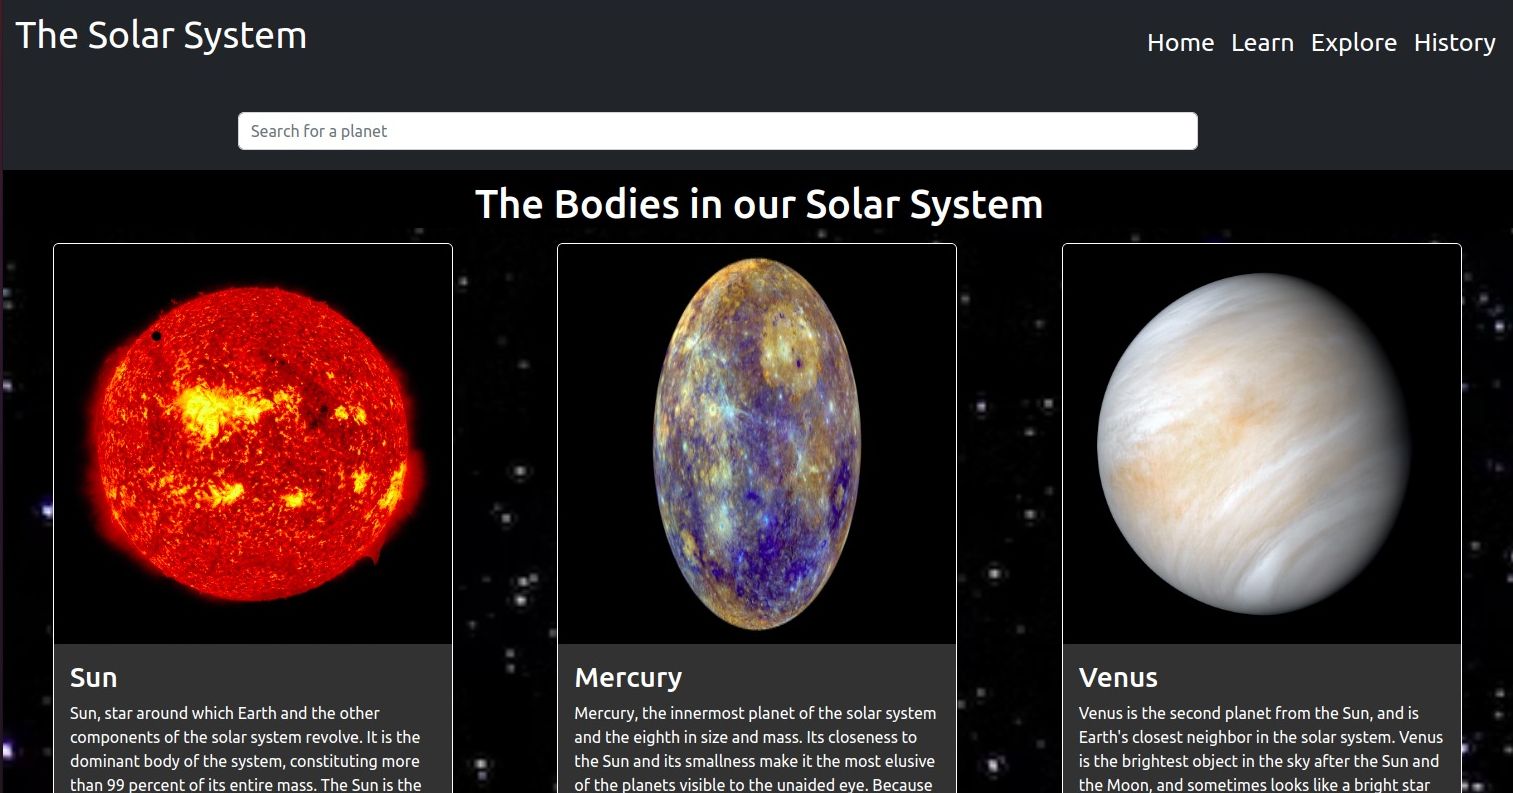 The Solar System
Home Learn Explore History
Search for a planet
The Bodies in our Solar System
Sun
Sun, star around which Earth and the other
components of the solar system revolve. It is the
dominant body of the system, constituting more
than 99 percent of its entire mass. The Sun is the
Mercury
Mercury, the innermost planet of the solar system
and the eighth in size and mass. Its closeness to
the Sun and its smallness make it the most elusive
of the planets visible to the unaided eye. Because
Venus
Venus is the second planet from the Sun, and is
Earth's closest neighbor in the solar system. Venus
is the brightest object in the sky after the Sun and
the Moon, and sometimes looks like a bright star